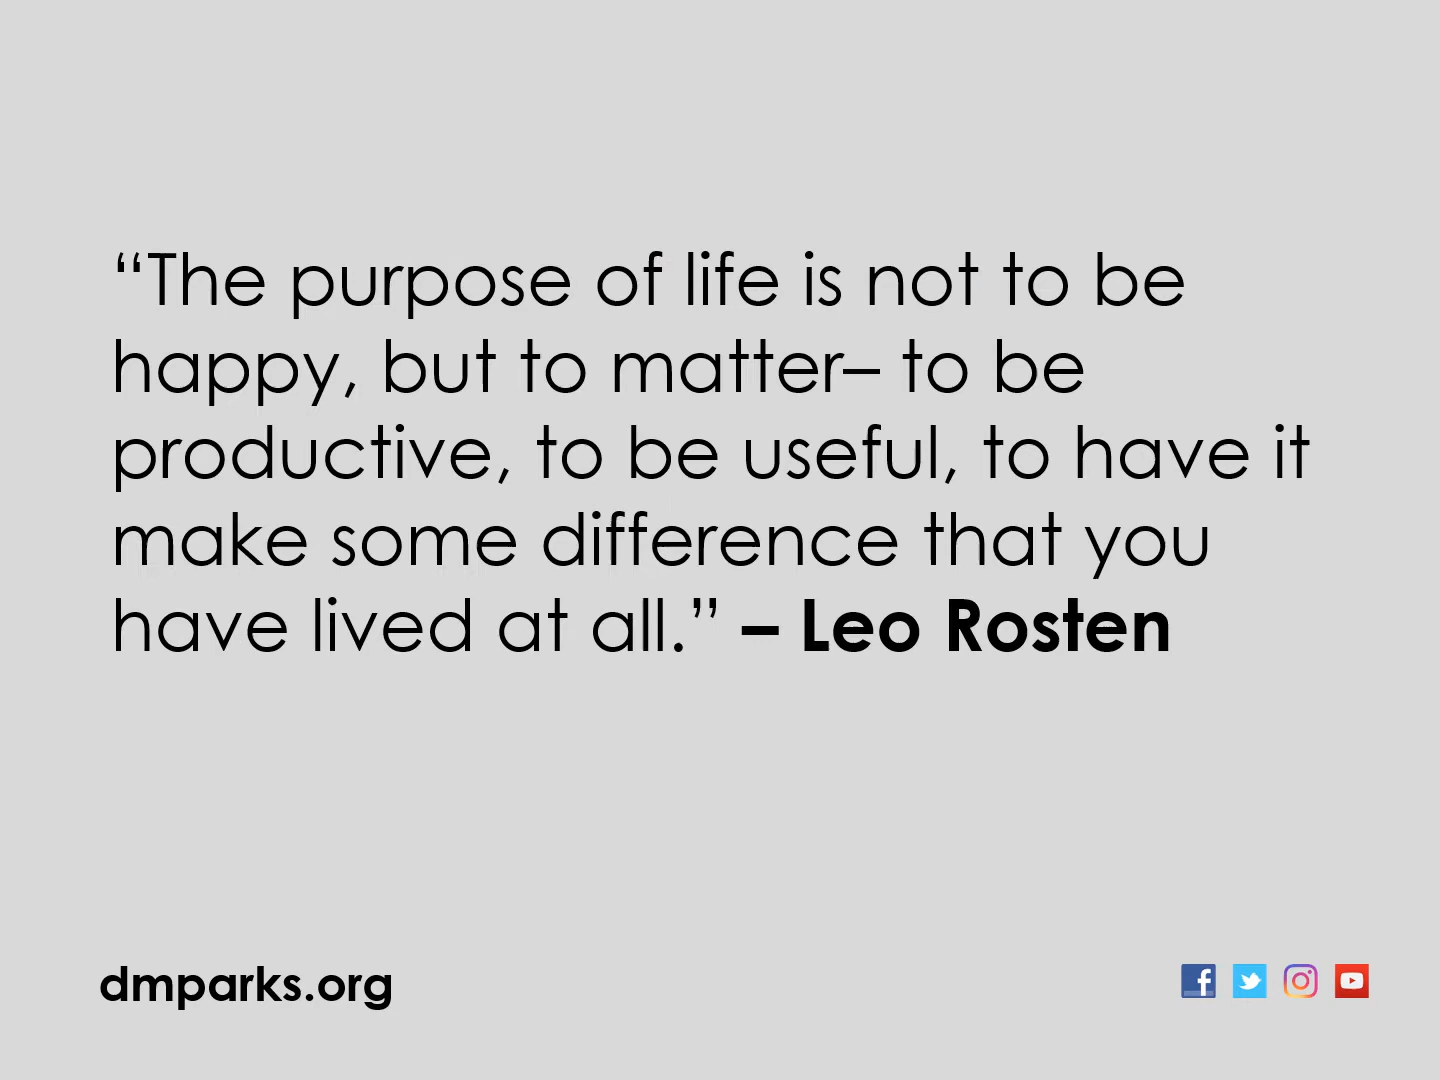 “The purpose of life is not to be
happy, but to matter– to be
productive, to be useful, to have it
make some difference that you
have lived at all.” – Leo Rosten
dmparks.org